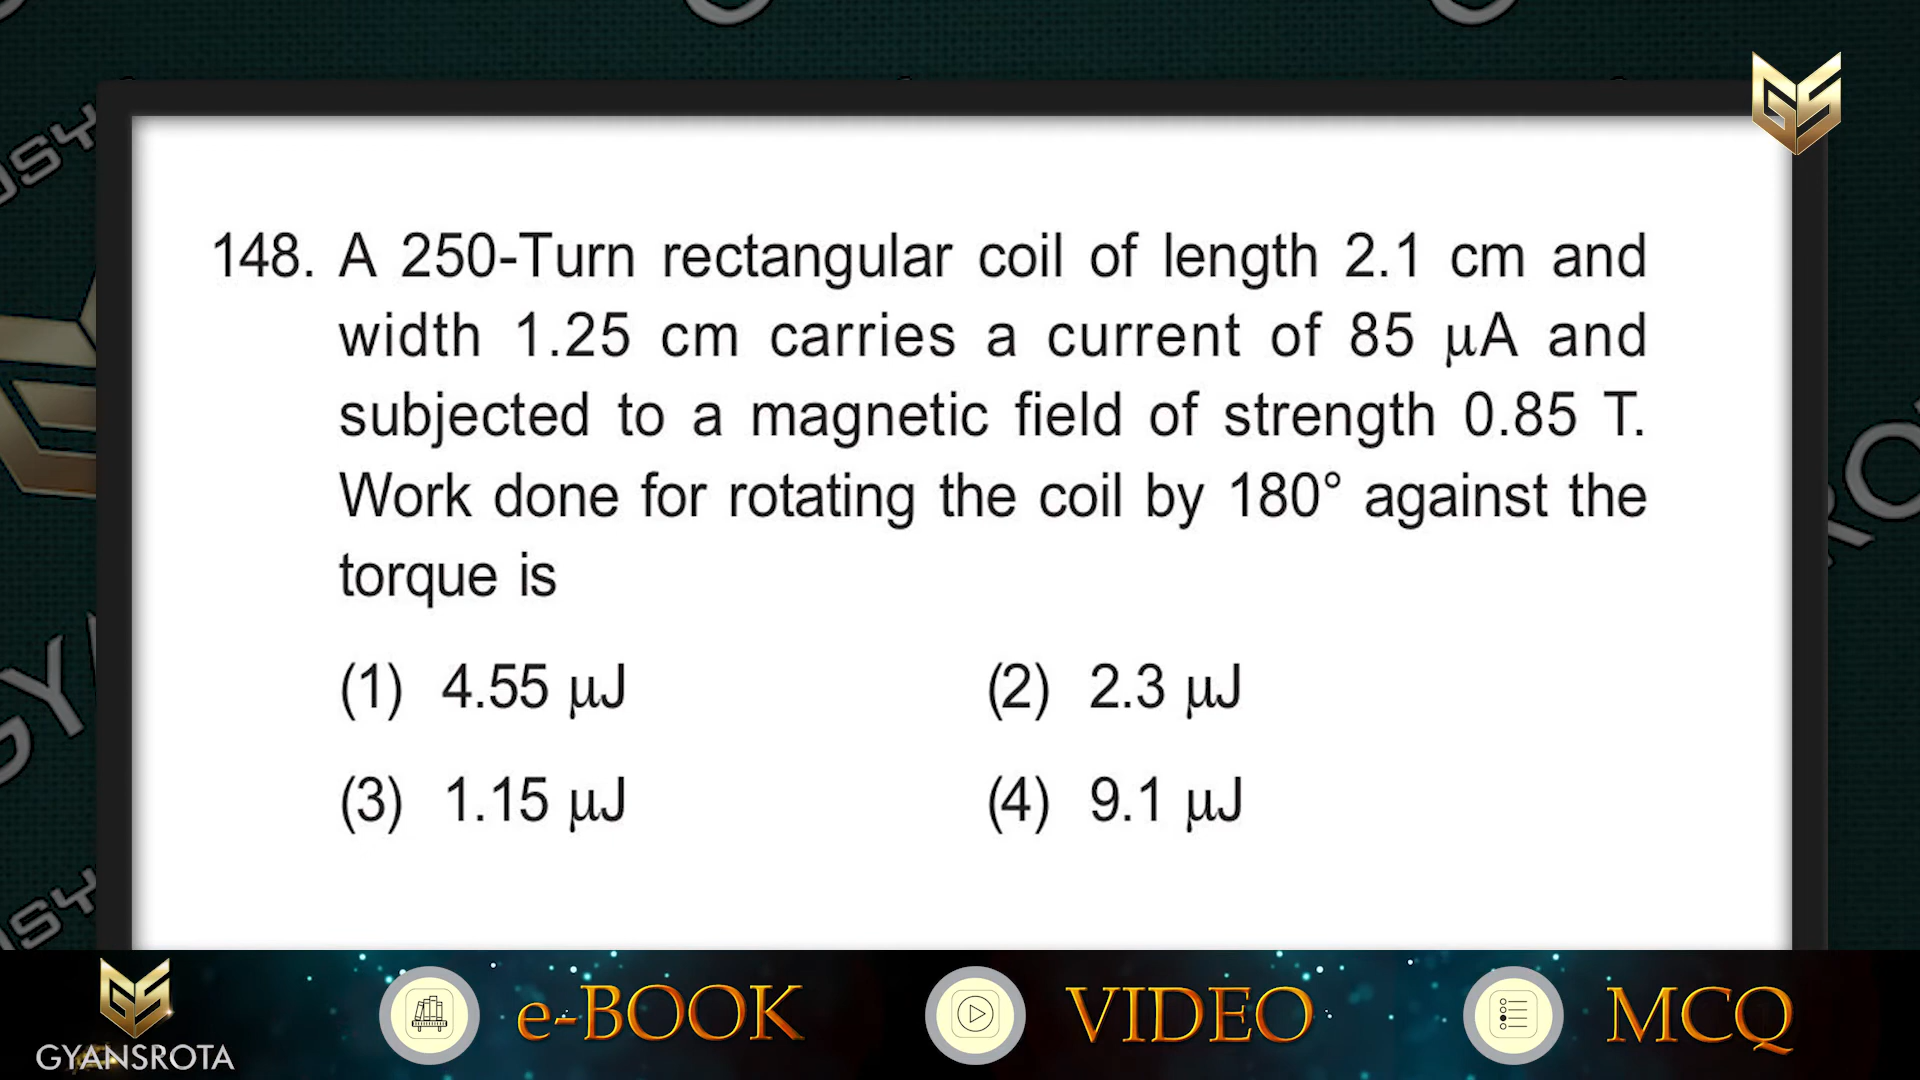 148. A 250-Turn rectangular coil of length 2.1 cm and
width 1.25 cm carries a current of 85 μA and
subjected to a magnetic field of strength 0.85 T.
Work done for rotating the coil by 180° against the
torque is
(1) 4.55 μJ (2) 2.3 μJ
(3) 1.15 μJ (4) 9.1 μJ
GYANSROTA
e-BOOK VIDEO MCQ